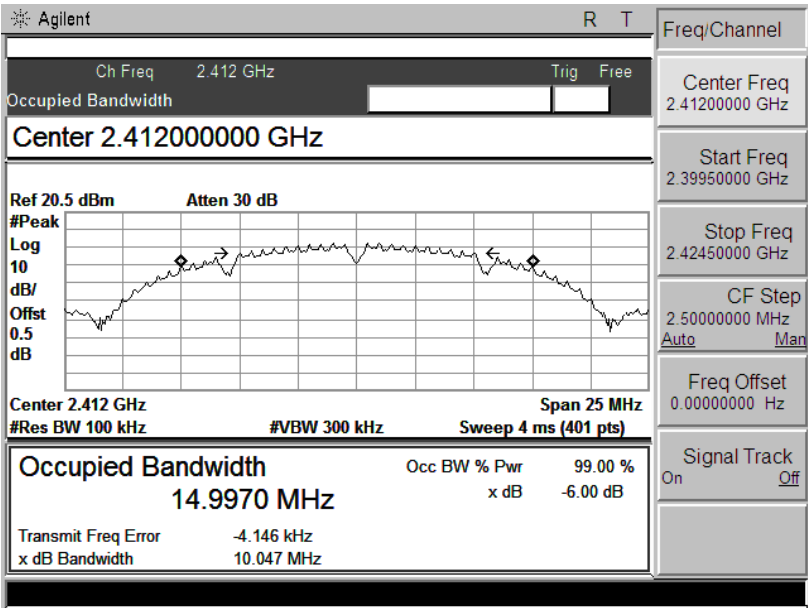 Agilent R T
Ch Freq 2.412 GHz Trig Free
Occupied Bandwidth
Center 2.412000000 GHz
Ref 20.5 dBm Atten 30 dB
#Peak
Log
10
dB/
Offst
0.5
dB
Center 2.412 GHz Span 25 MHz
#Res BW 100 kHz #VBW 300 kHz Sweep 4 ms (401 pts)
Occupied Bandwidth Occ BW % Pwr 99.00 %
14.9970 MHz x dB -6.00 dB
Transmit Freq Error -4.146 kHz
x dB Bandwidth 10.047 MHz
Freq/Channel
Center Freq
2.41200000 GHz
Start Freq
2.39950000 GHz
Stop Freq
2.42450000 GHz
CF Step
2.50000000 MHz
Auto Man
Freq Offset
0.00000000 Hz
Signal Track
On Off